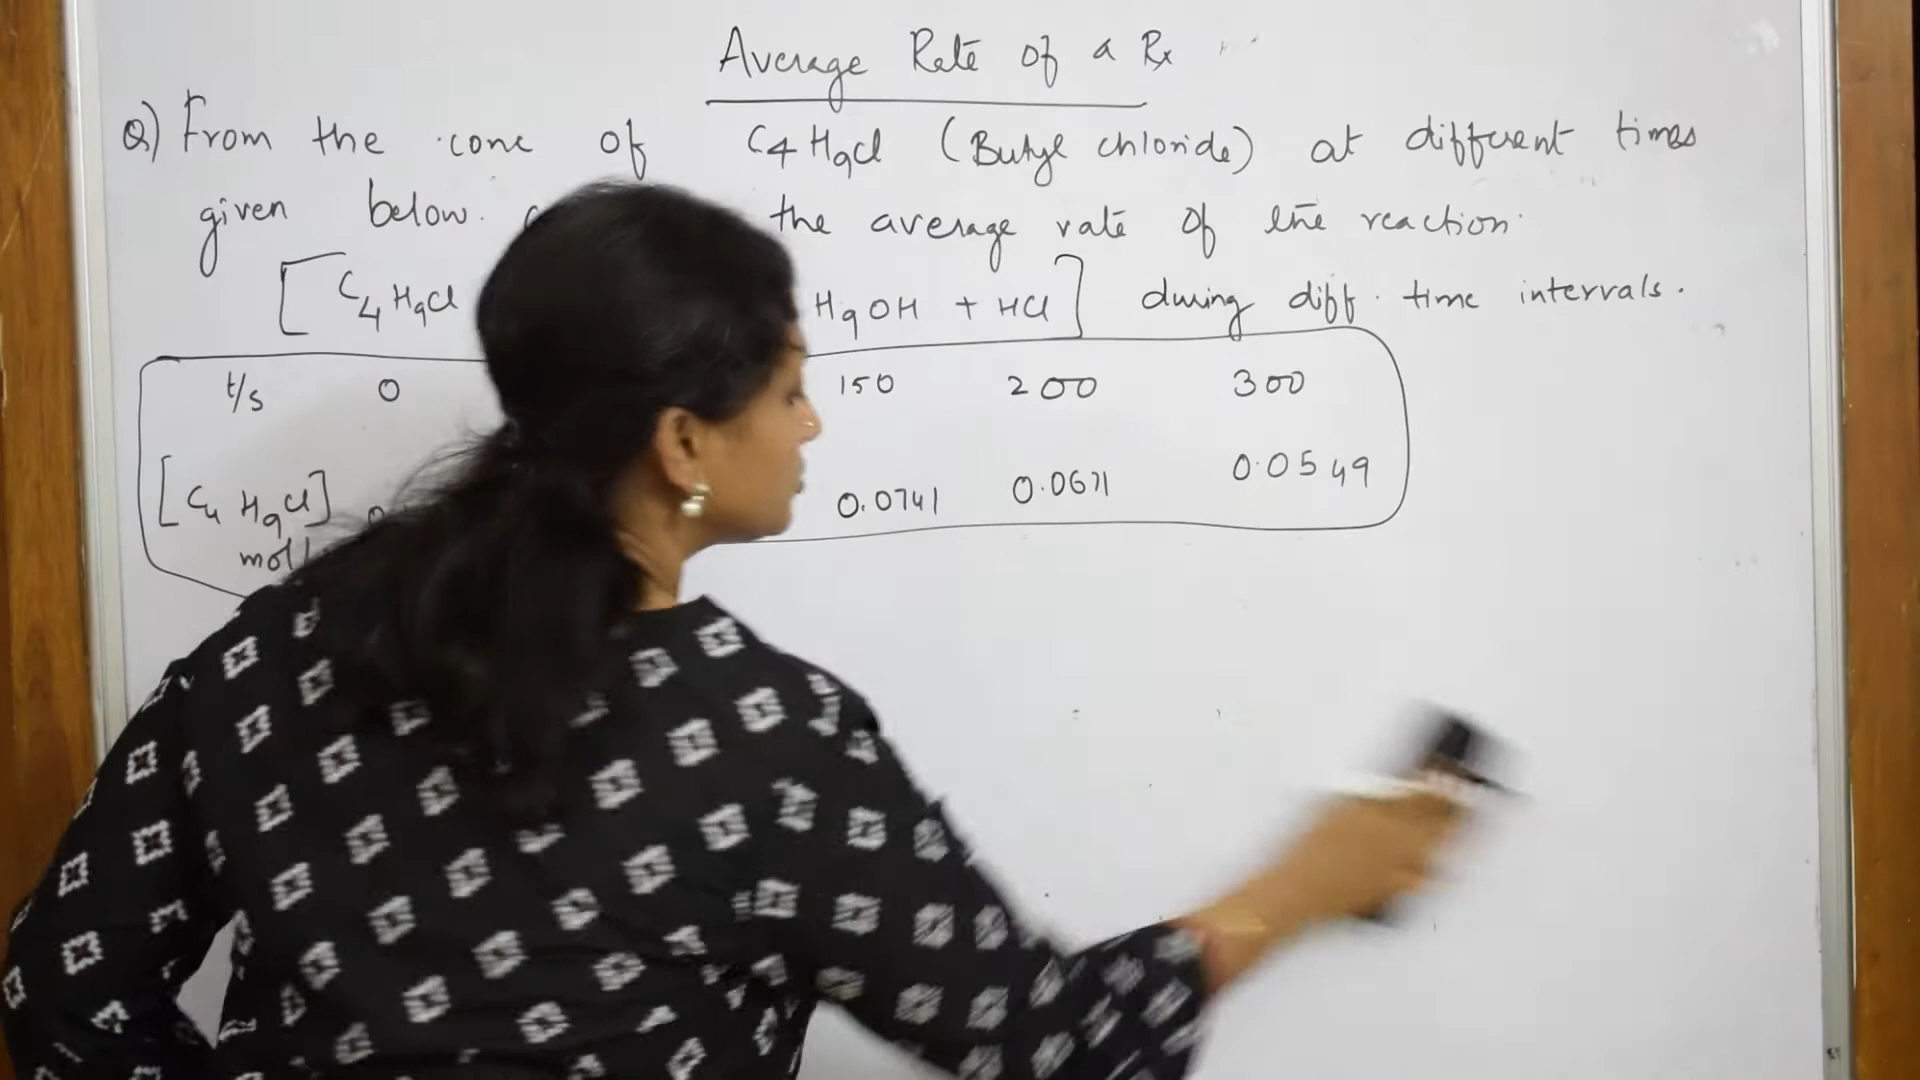 Average Rate of a Rx
Q) From the conc of C4H9Cl (Butyl chloride) at different times
given below. the average rate of the reaction.
[C4H9Cl H9OH + HCl] during diff. time intervals.
t/s 0 150 200 300
[C4H9Cl] 0.0741 0.0671 0.0549
mol